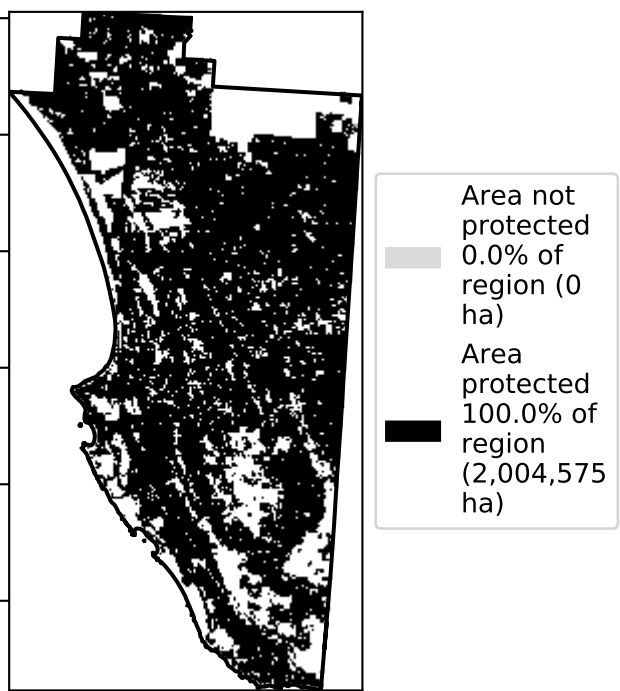 Area not
protected
0.0% of
region (0
ha)
Area
protected
100.0% of
region
(2,004,575
ha)